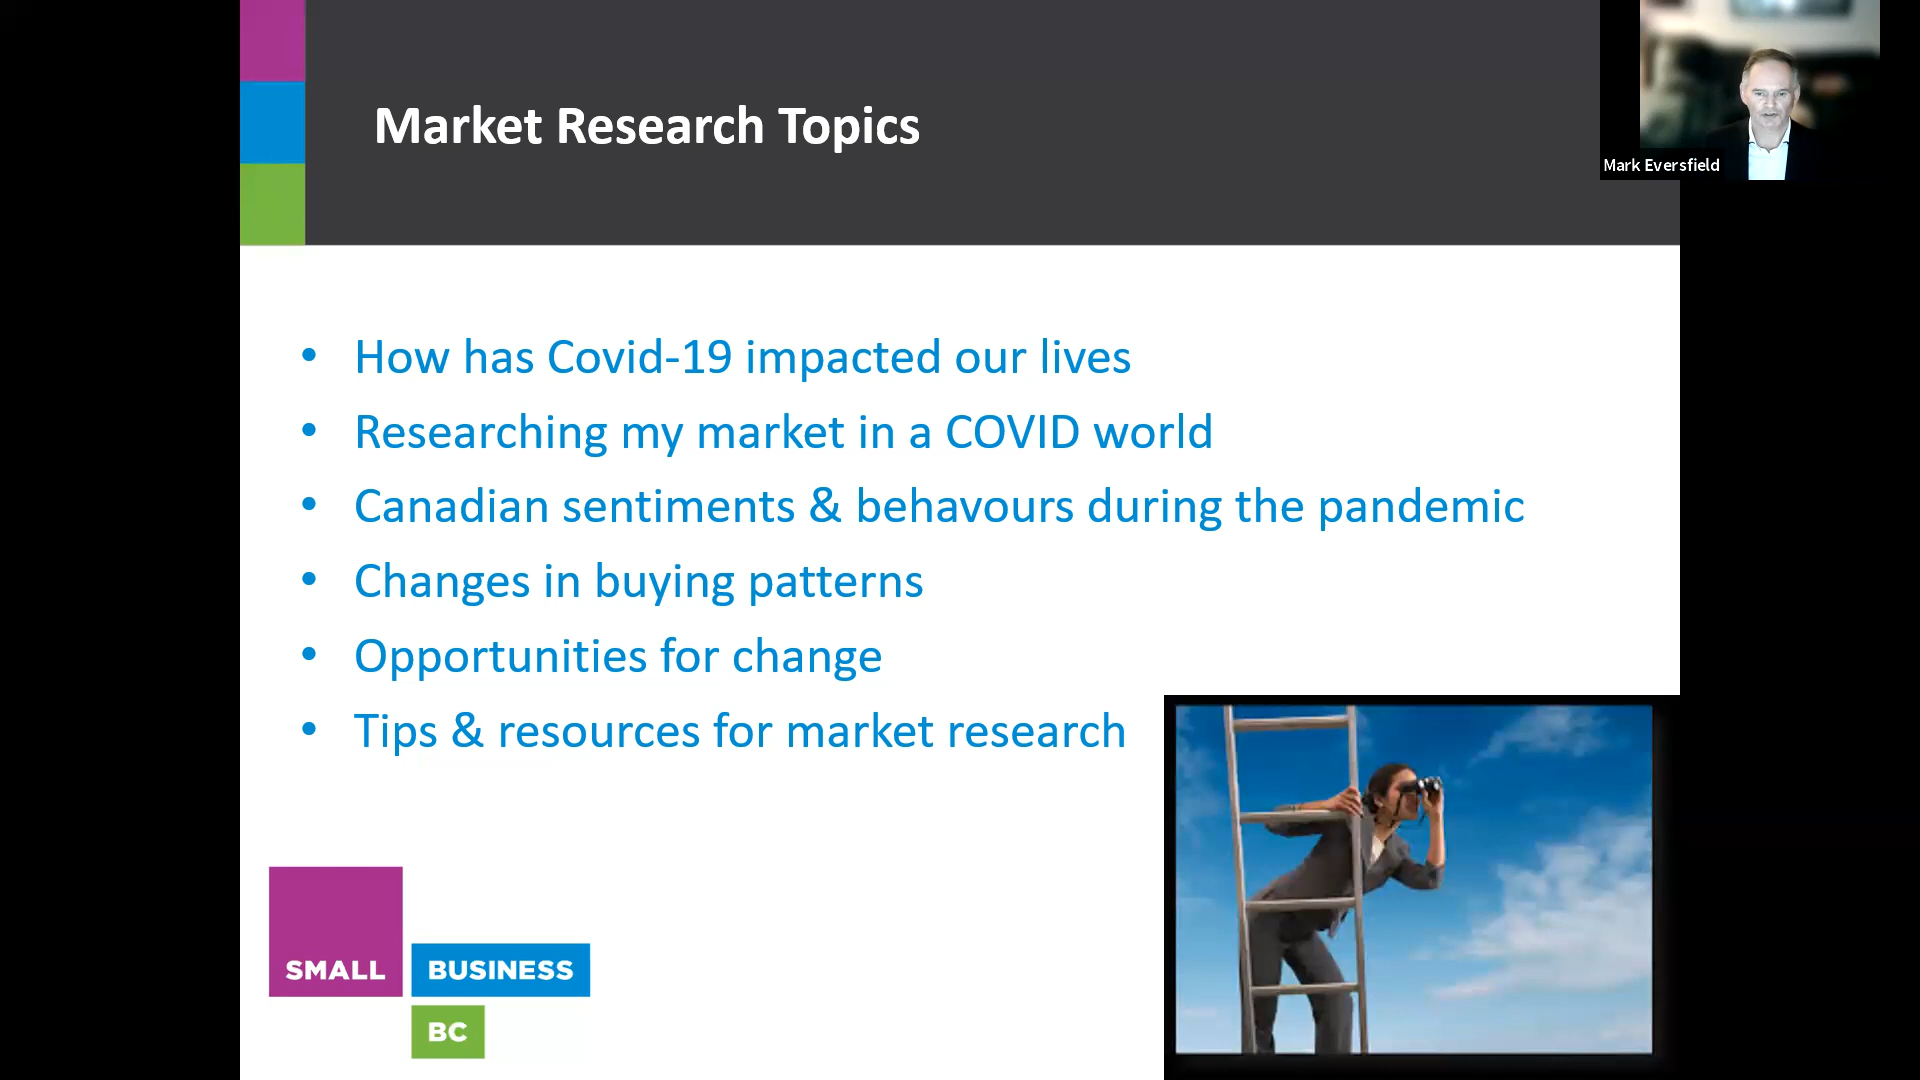 Market Research Topics
Mark Eversfield
• How has Covid-19 impacted our lives
• Researching my market in a COVID world
• Canadian sentiments & behavours during the pandemic
• Changes in buying patterns
• Opportunities for change
• Tips & resources for market research
SMALL
BUSINESS
BC